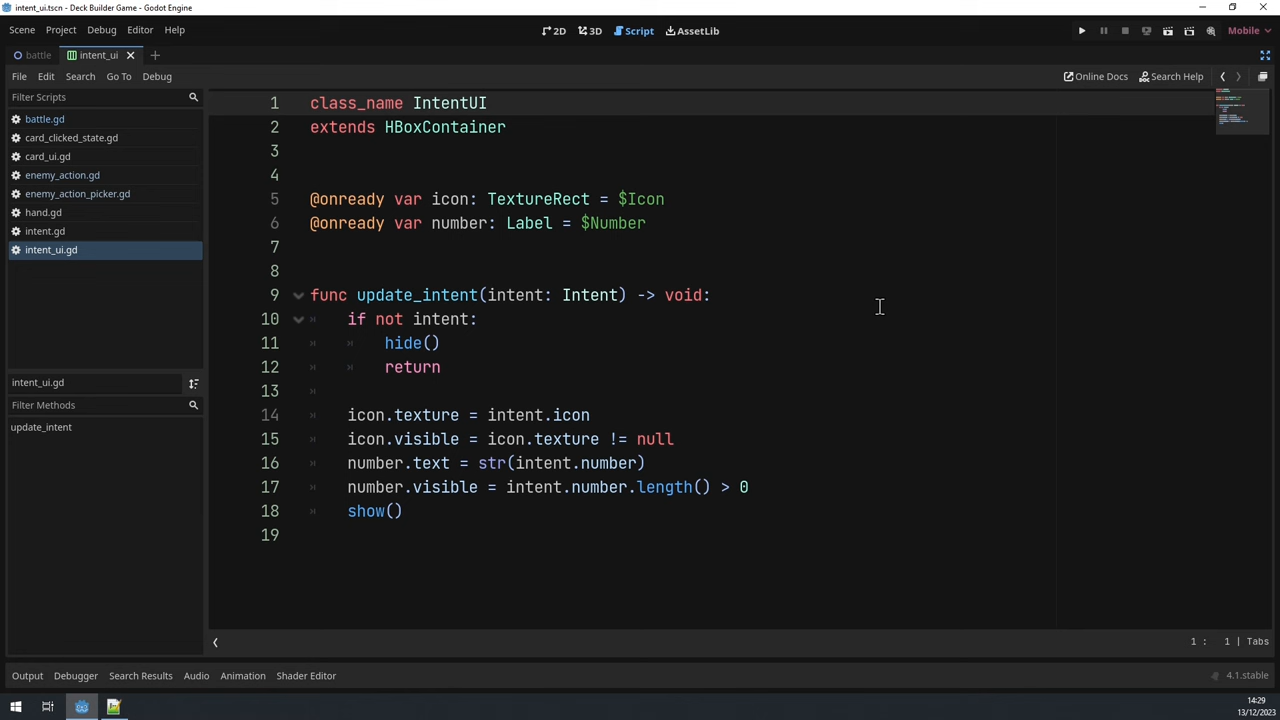 intent_ui.tscn - Deck Builder Game - Godot Engine
Scene Project Debug Editor Help
2D 3D Script AssetLib
Mobile
battle intent_ui
File Edit Search Go To Debug
Online Docs Search Help
Filter Scripts
battle.gd
card_clicked_state.gd
card_ui.gd
enemy_action.gd
enemy_action_picker.gd
hand.gd
intent.gd
intent_ui.gd
intent_ui.gd
Filter Methods
update_intent
1 class_name IntentUI
2 extends HBoxContainer
3
4
5 @onready var icon: TextureRect = $Icon
6 @onready var number: Label = $Number
7
8
9 func update_intent(intent: Intent) -> void:
10 if not intent:
11 hide()
12 return
13
14 icon.texture = intent.icon
15 icon.visible = icon.texture != null
16 number.text = str(intent.number)
17 number.visible = intent.number.length() > 0
18 show()
19
1 : 1 | Tabs
Output Debugger Search Results Audio Animation Shader Editor
4.1.stable
14:29
13/12/2023